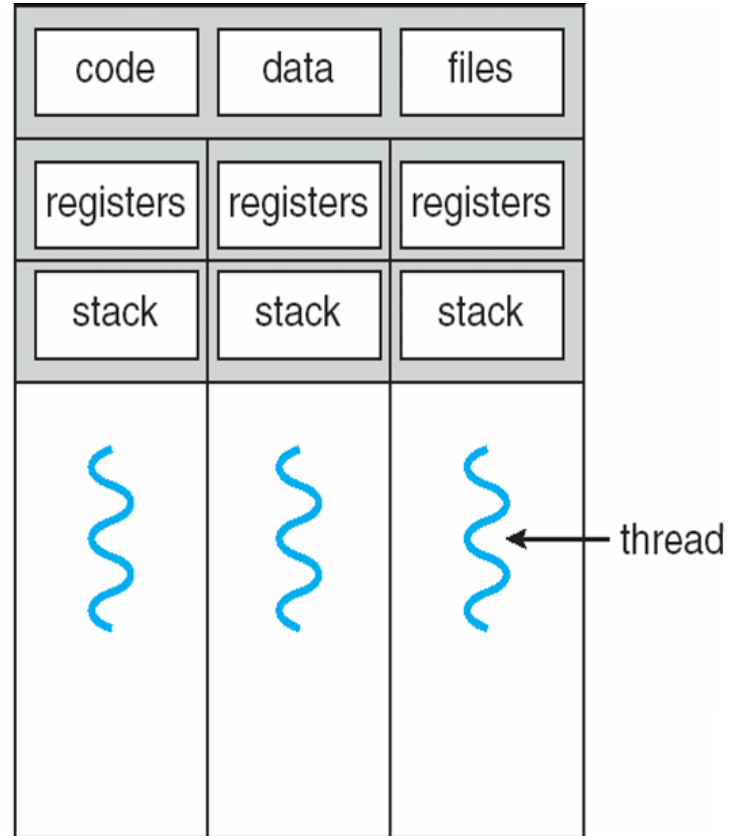 code data files
registers registers registers
stack stack stack
thread